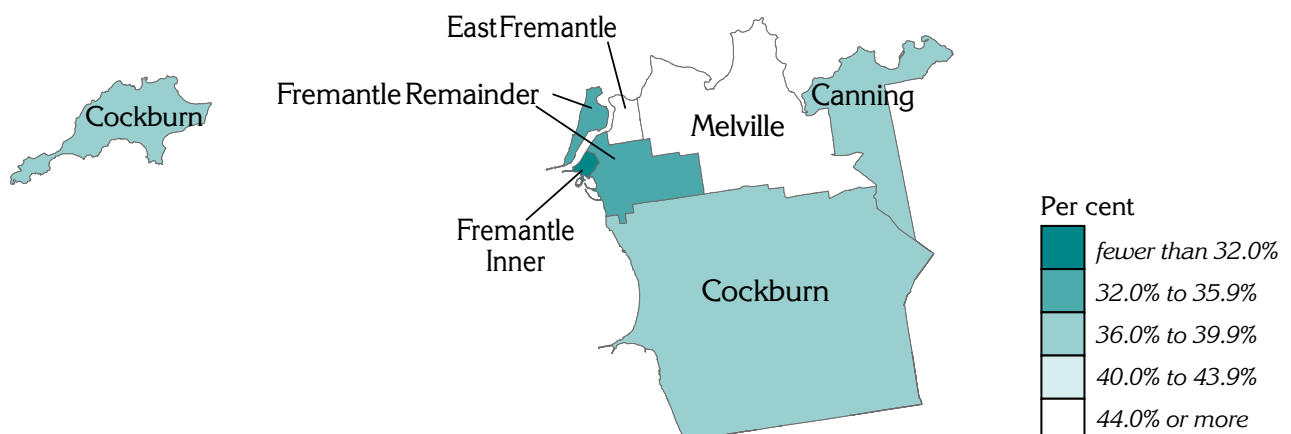 East Fremantle
Fremantle Remainder
Cockburn
Canning
Melville
Fremantle
Inner
Cockburn
Per cent
fewer than 32.0%
32.0% to 35.9%
36.0% to 39.9%
40.0% to 43.9%
44.0% or more